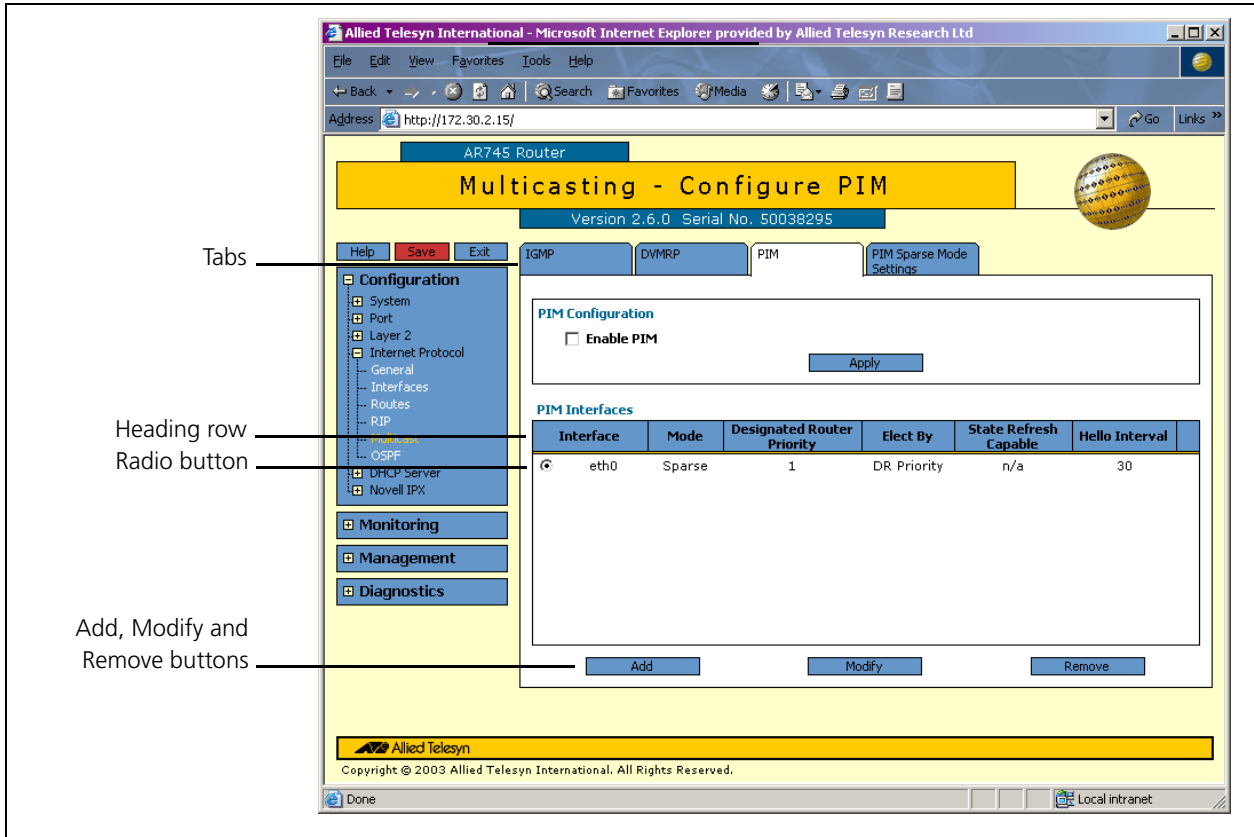 Allied Telesyn International - Microsoft Internet Explorer provided by Allied Telesyn Research Ltd
File Edit View Favorites Tools Help
Back Search Favorites Media
Address http://172.30.2.15/ Go Links »
AR745 Router
Multicasting - Configure PIM
Version 2.6.0 Serial No. 50038295
Tabs
Help Save Exit
IGMP DVMRP PIM PIM Sparse Mode Settings
Configuration
System
Port
Layer 2
Internet Protocol
General
Interfaces
Routes
RIP
Multicast
OSPF
DHCP Server
Novell IPX
Monitoring
Management
Diagnostics
PIM Configuration
Enable PIM
Apply
PIM Interfaces
Heading row
Interface Mode Designated Router Priority Elect By State Refresh Capable Hello Interval
Radio button
eth0 Sparse 1 DR Priority n/a 30
Add, Modify and
Remove buttons
Add Modify Remove
Allied Telesyn
Copyright © 2003 Allied Telesyn International. All Rights Reserved.
Done Local intranet